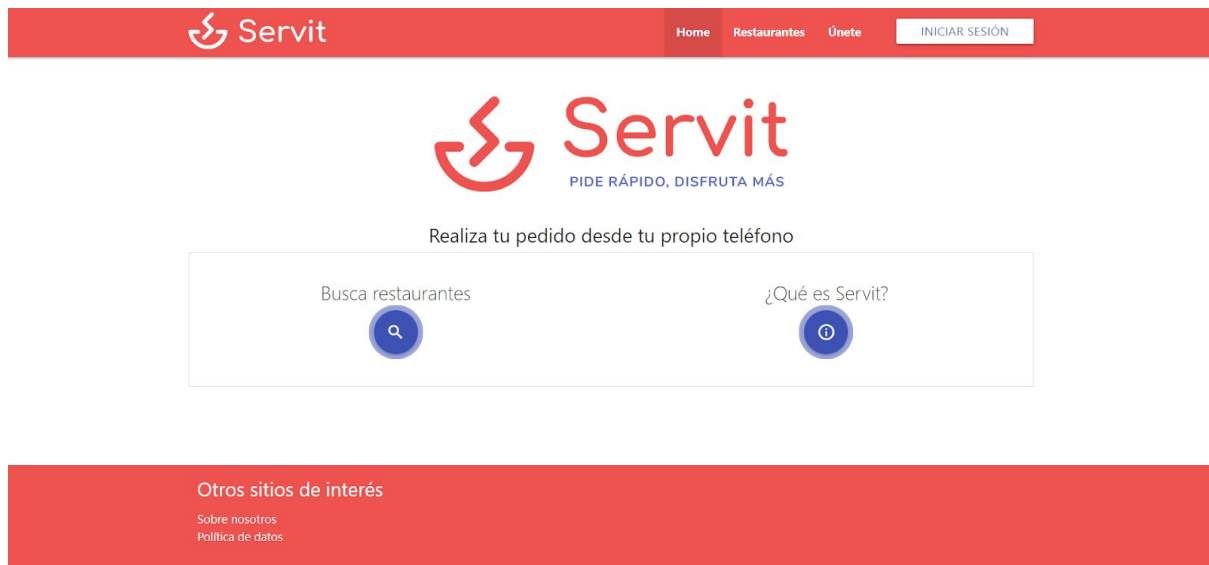 Servit
Home Restaurantes Únete INICIAR SESIÓN
Servit
PIDE RÁPIDO, DISFRUTA MÁS
Realiza tu pedido desde tu propio teléfono
Busca restaurantes
¿Qué es Servit?
Otros sitios de interés
Sobre nosotros
Política de datos